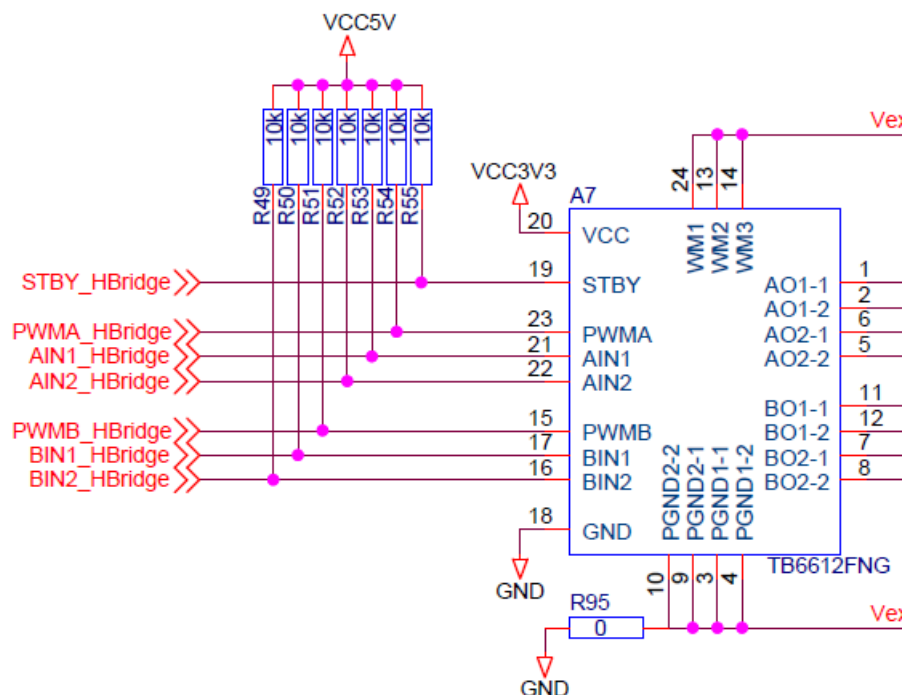 VCC5V
10k 10k 10k 10k 10k 10k 10k
R49 R50 R51 R52 R53 R54 R55
Vex
24 13 14
VCC3V3
A7
20 VCC
WM1 WM2 WM3
STBY_HBridge 19 STBY
AO1-1 1
AO1-2 2
PWMA_HBridge 23 PWMA
AO2-1 6
AIN1_HBridge 21 AIN1
AO2-2 5
AIN2_HBridge 22 AIN2
BO1-1 11
PWMB_HBridge 15 PWMB
BO1-2 12
BIN1_HBridge 17 BIN1
BO2-1 7
BIN2_HBridge 16 BIN2
BO2-2 8
PGND2-2 PGND2-1 PGND1-1 PGND1-2
18 GND
GND
TB6612FNG
10 9 3 4
R95
0
Vex
GND